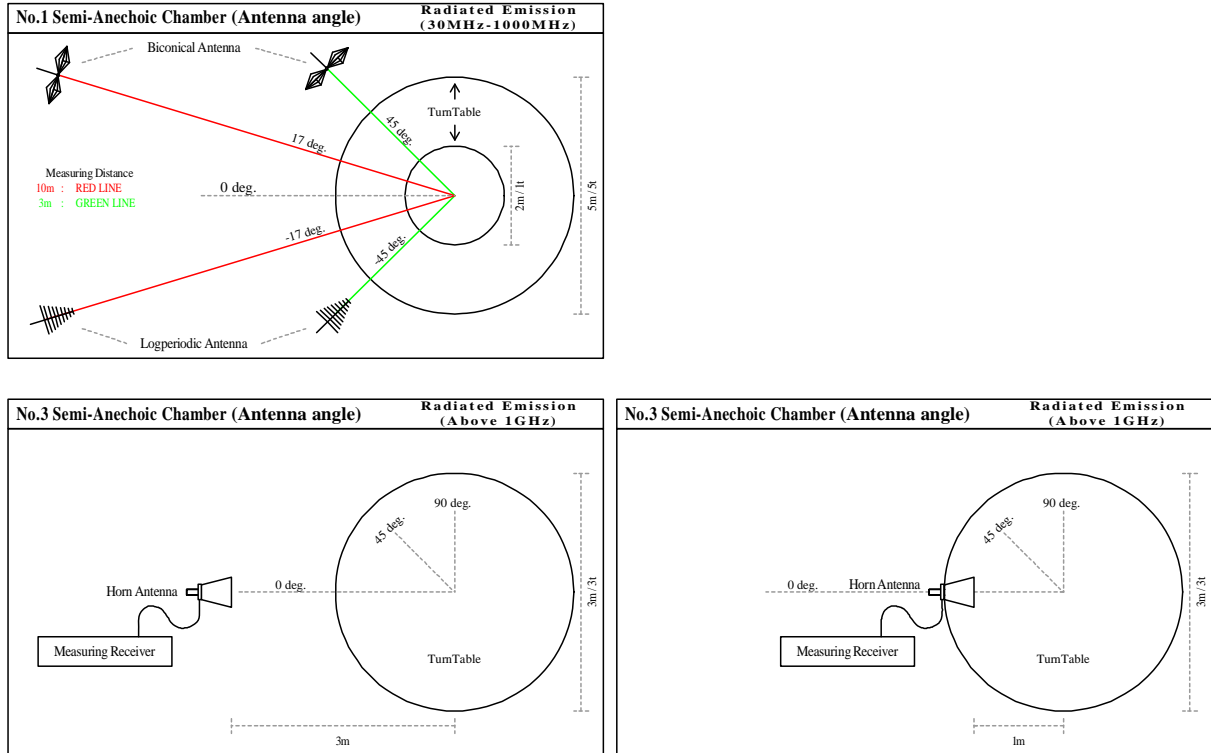 No.1 Semi-Anechoic Chamber (Antenna angle)
Radiated Emission
(30MHz-1000MHz)
Biconical Antenna
TurnTable
45 deg.
17 deg.
Measuring Distance
10m : RED LINE
3m : GREEN LINE
0 deg.
2m / 1t
5m / 5t
-17 deg.
-45 deg.
Logperiodic Antenna
No.3 Semi-Anechoic Chamber (Antenna angle)
Radiated Emission
(Above 1GHz)
90 deg.
45 deg.
0 deg.
Horn Antenna
3m / 3t
Measuring Receiver
TurnTable
3m
No.3 Semi-Anechoic Chamber (Antenna angle)
Radiated Emission
(Above 1GHz)
90 deg.
45 deg.
0 deg.
Horn Antenna
3m / 3t
Measuring Receiver
TurnTable
1m